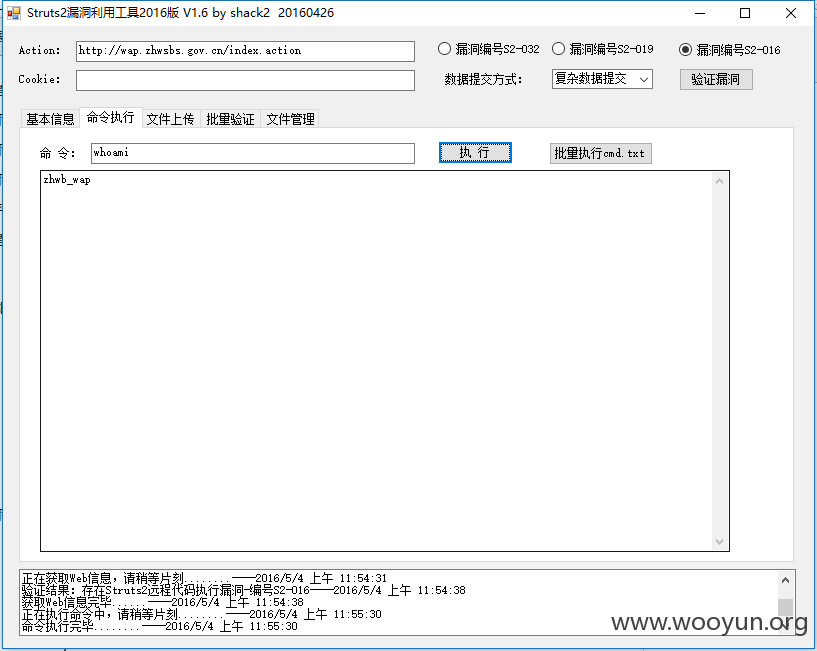 Struts2漏洞利用工具2016版 V1.6 by shack2 20160426
Action: http://wap.zhwsbs.gov.cn/index.action 漏洞编号S2-032 漏洞编号S2-019 漏洞编号S2-016
Cookie: 数据提交方式: 复杂数据提交 验证漏洞
基本信息 命令执行 文件上传 批量验证 文件管理
命 令: whoami 执 行 批量执行cmd.txt
zhwb_wap
正在获取Web信息，请稍等片刻........──2016/5/4 上午 11:54:31
验证结果: 存在Struts2远程代码执行漏洞-编号S2-016──2016/5/4 上午 11:54:38
获取Web信息完毕......──2016/5/4 上午 11:54:38
正在执行命令中，请稍等片刻........──2016/5/4 上午 11:55:30
命令执行完毕........──2016/5/4 上午 11:55:30
www.wooyun.org